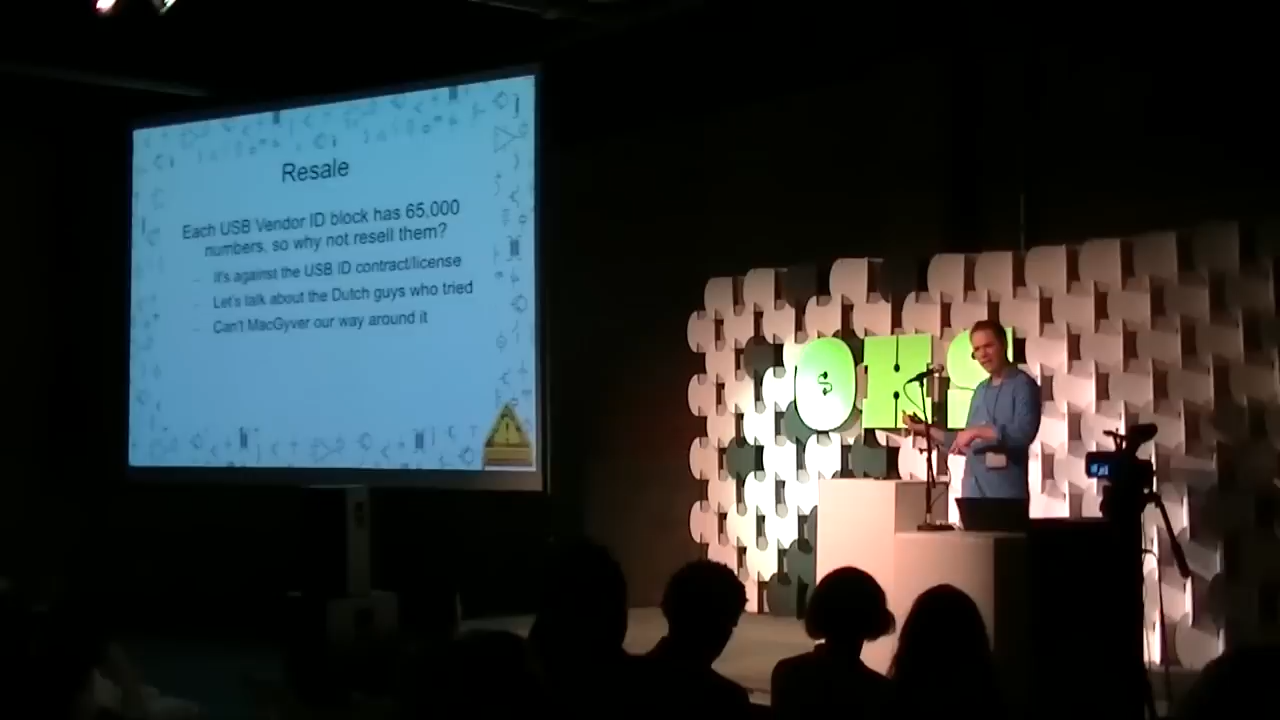 Resale
Each USB Vendor ID block has 65,000
numbers, so why not resell them?
- It's against the USB ID contract/license
- Let's talk about the Dutch guys who tried
- Can't MacGyver our way around it
OHS